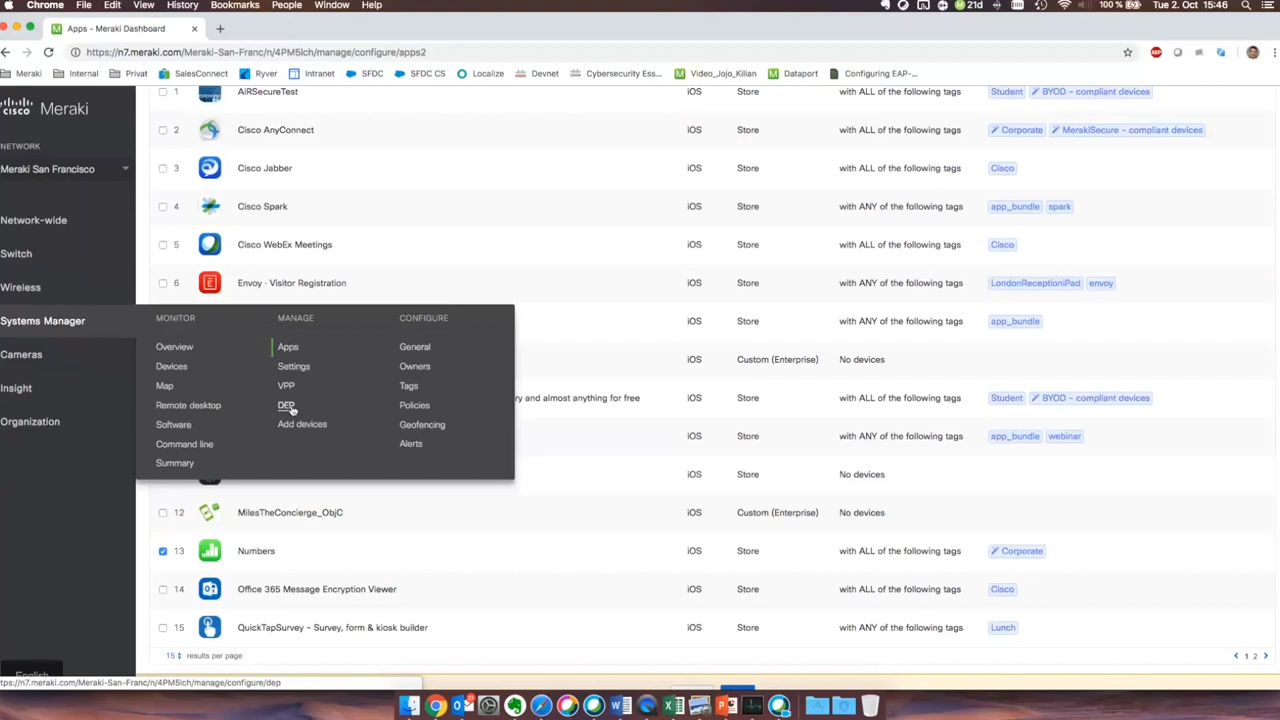 Chrome File Edit View History Bookmarks People Window Help 21d 100 % Tue 2. Oct 15:46
Apps - Meraki Dashboard
https://n7.meraki.com/Meraki-San-Franc/n/4PM5Ich/manage/configure/apps2
Meraki Internal Privat SalesConnect Ryver Intranet SFDC SFDC CS Localize Devnet Cybersecurity Ess... Video_Jojo_Kilian Dataport Configuring EAP-...
cisco Meraki
NETWORK
Meraki San Francisco
Network-wide
Switch
Wireless
Systems Manager
Cameras
Insight
Organization
English
1 AIRSecureTest iOS Store with ALL of the following tags Student BYOD - compliant devices
2 Cisco AnyConnect iOS Store with ALL of the following tags Corporate MerakiSecure - compliant devices
3 Cisco Jabber iOS Store with ALL of the following tags Cisco
4 Cisco Spark iOS Store with ANY of the following tags app_bundle spark
5 Cisco WebEx Meetings iOS Store with ALL of the following tags Cisco
6 Envoy · Visitor Registration iOS Store with ALL of the following tags LondonReceptioniPad envoy
iOS Store with ALL of the following tags app_bundle
iOS Custom (Enterprise) No devices
ry and almost anything for free iOS Store with ALL of the following tags Student BYOD - compliant devices
iOS Store with ALL of the following tags app_bundle webinar
iOS Store No devices
12 MilesTheConcierge_ObjC iOS Custom (Enterprise) No devices
13 Numbers iOS Store with ALL of the following tags Corporate
14 Office 365 Message Encryption Viewer iOS Store with ALL of the following tags Cisco
15 QuickTapSurvey - Survey, form & kiosk builder iOS Store with ANY of the following tags Lunch
15 results per page 1 2
MONITOR MANAGE CONFIGURE
Overview Apps General
Devices Settings Owners
Map VPP Tags
Remote desktop DEP Policies
Software Add devices Geofencing
Command line Alerts
Summary
ttps://n7.meraki.com/Meraki-San-Franc/n/4PM5Ich/manage/configure/dep